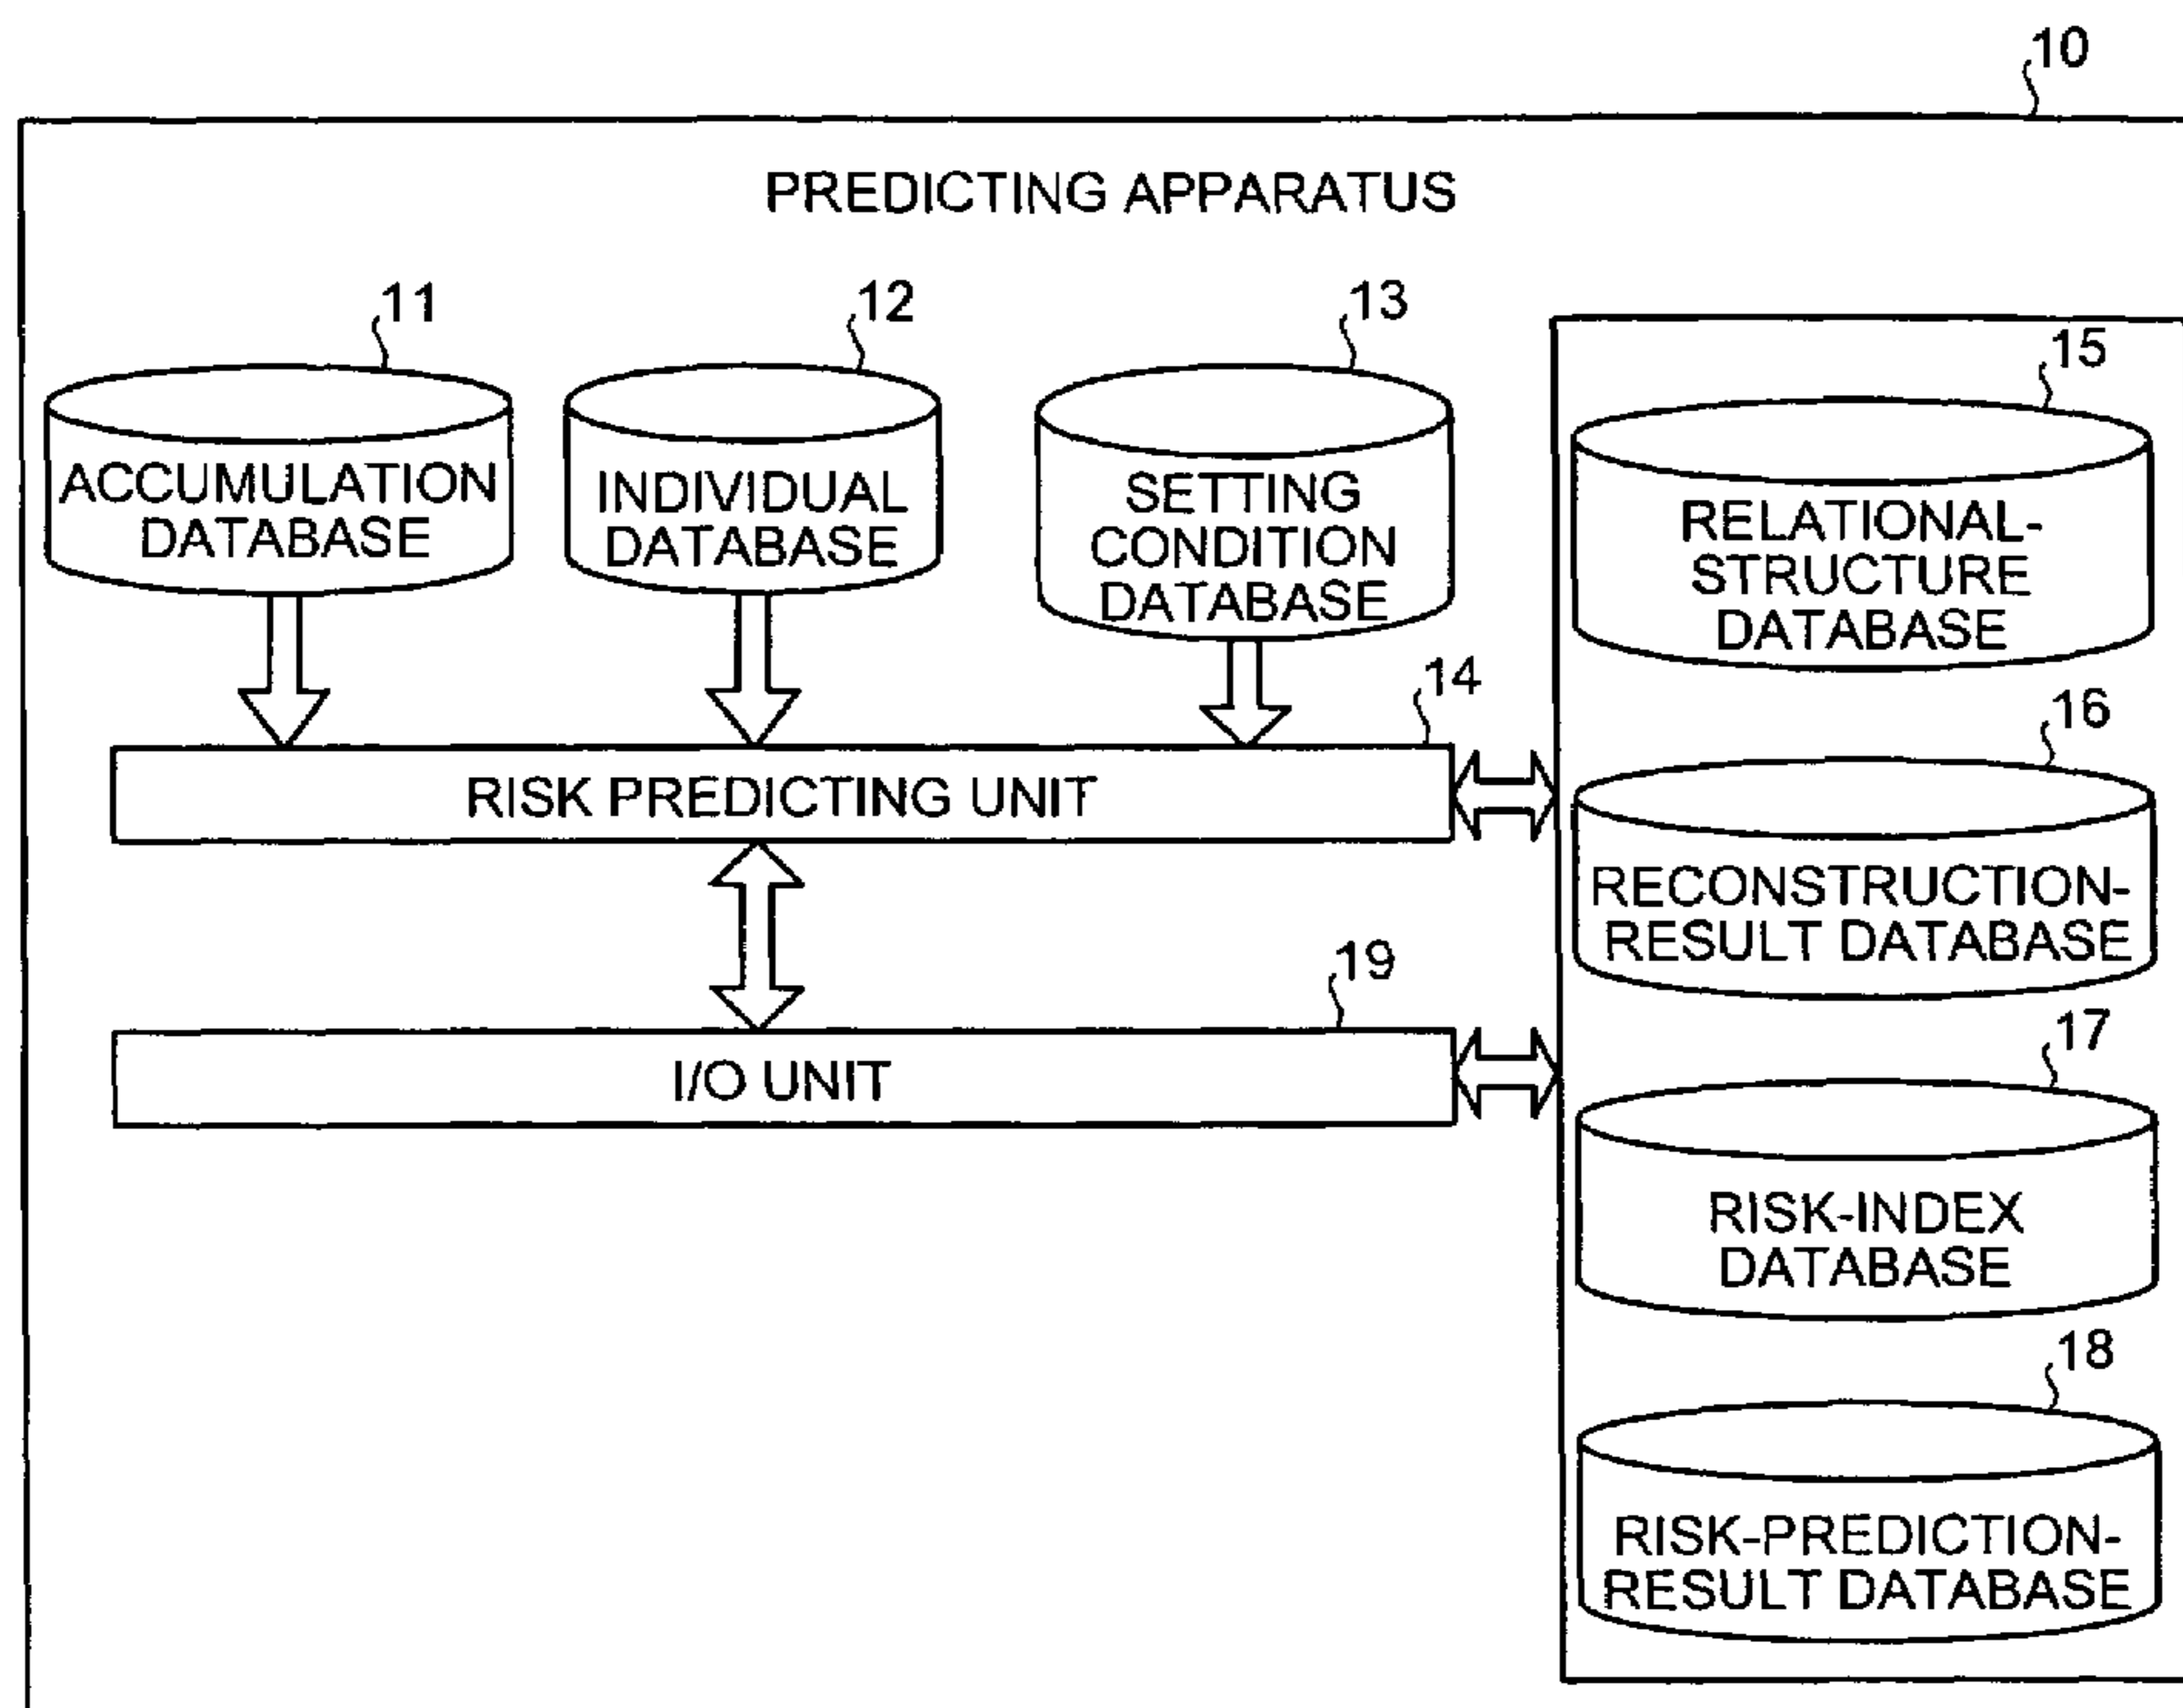 10
PREDICTING APPARATUS
11
12
13
ACCUMULATION
DATABASE
INDIVIDUAL
DATABASE
SETTING
CONDITION
DATABASE
15
RELATIONAL-
STRUCTURE
DATABASE
14
RISK PREDICTING UNIT
16
RECONSTRUCTION-
RESULT DATABASE
19
I/O UNIT
17
RISK-INDEX
DATABASE
18
RISK-PREDICTION-
RESULT DATABASE